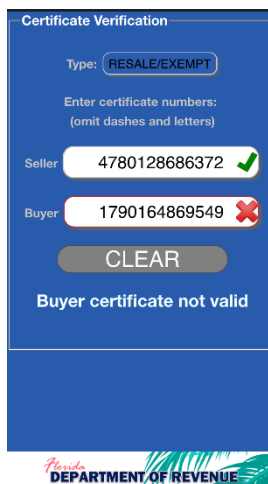 Certificate Verification
Type: RESALE/EXEMPT
Enter certificate numbers:
(omit dashes and letters)
Seller 4780128686372
Buyer 1790164869549
CLEAR
Buyer certificate not valid
Florida
DEPARTMENT OF REVENUE